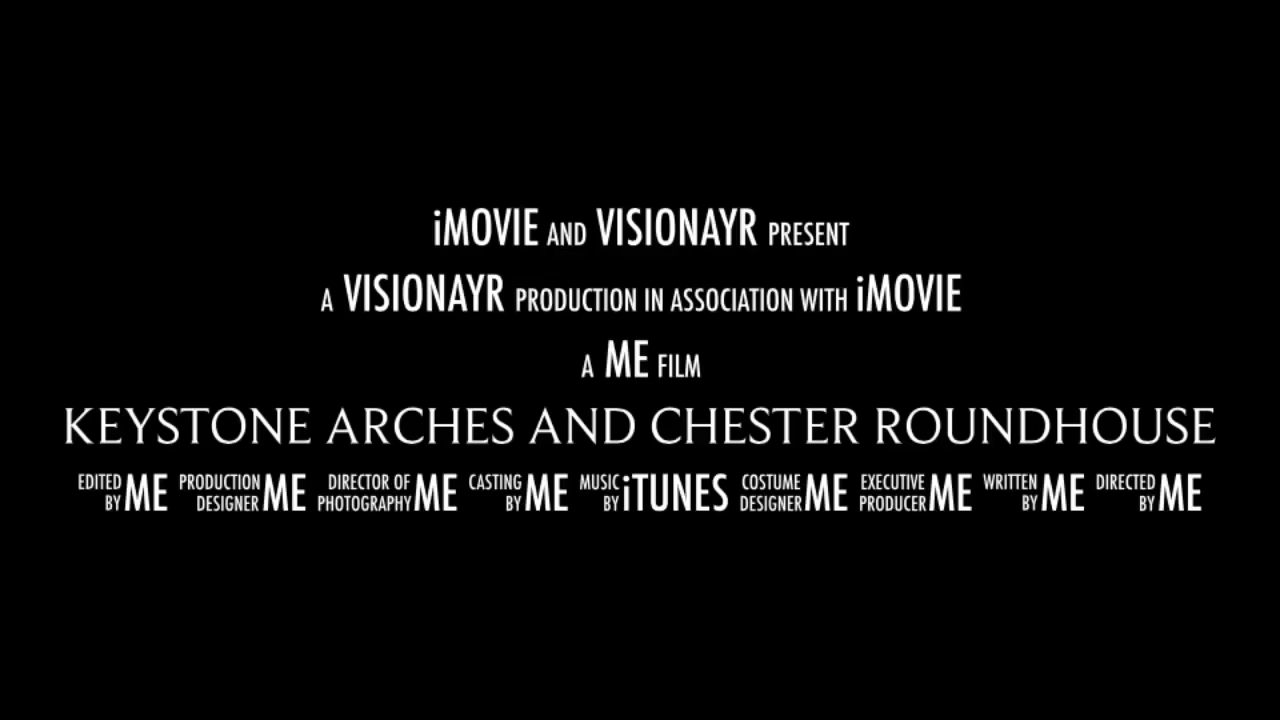 iMOVIE AND VISIONAYR PRESENT
A VISIONAYR PRODUCTION IN ASSOCIATION WITH iMOVIE
A ME FILM
KEYSTONE ARCHES AND CHESTER ROUNDHOUSE
EDITED BY ME PRODUCTION DESIGNER ME DIRECTOR OF PHOTOGRAPHY ME CASTING BY ME MUSIC BY iTUNES COSTUME DESIGNER ME EXECUTIVE PRODUCER ME WRITTEN BY ME DIRECTED BY ME